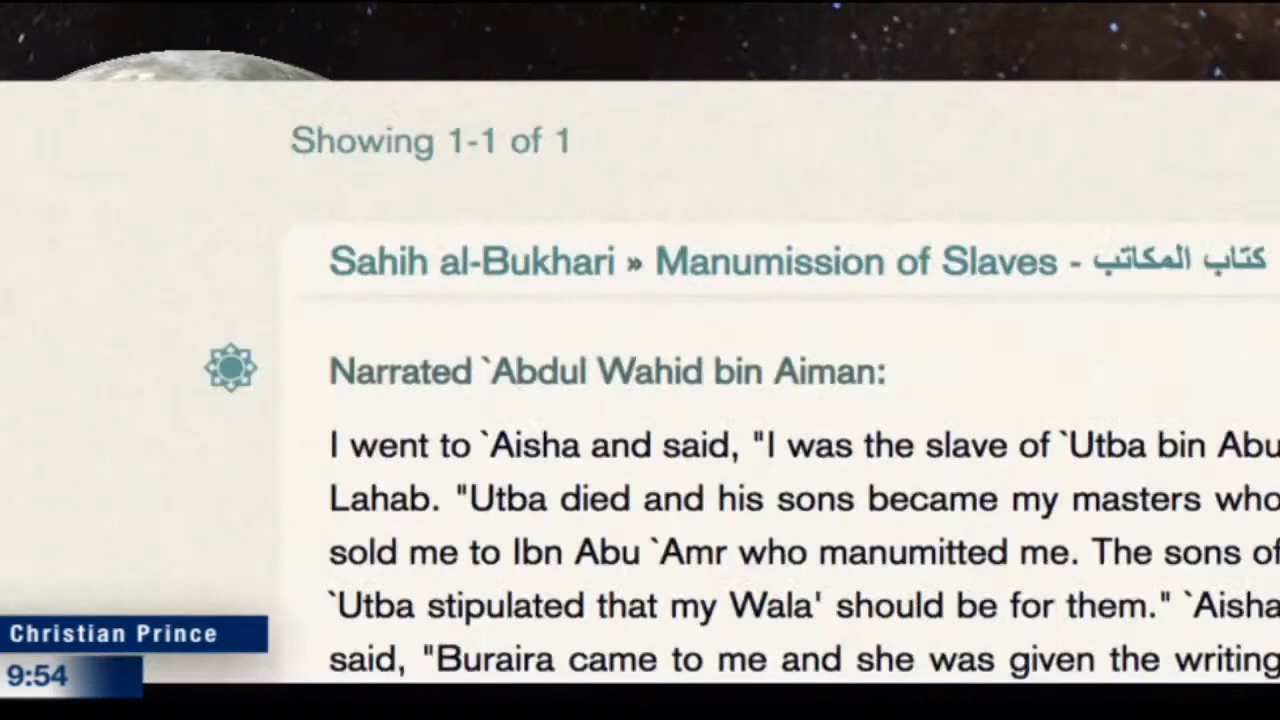 Showing 1-1 of 1
Sahih al-Bukhari » Manumission of Slaves - كتاب المكاتب
Narrated `Abdul Wahid bin Aiman:
I went to `Aisha and said, "I was the slave of `Utba bin Abu
Lahab. "Utba died and his sons became my masters who
sold me to Ibn Abu `Amr who manumitted me. The sons of
`Utba stipulated that my Wala' should be for them." `Aisha
said, "Buraira came to me and she was given the writing
Christian Prince
9:54